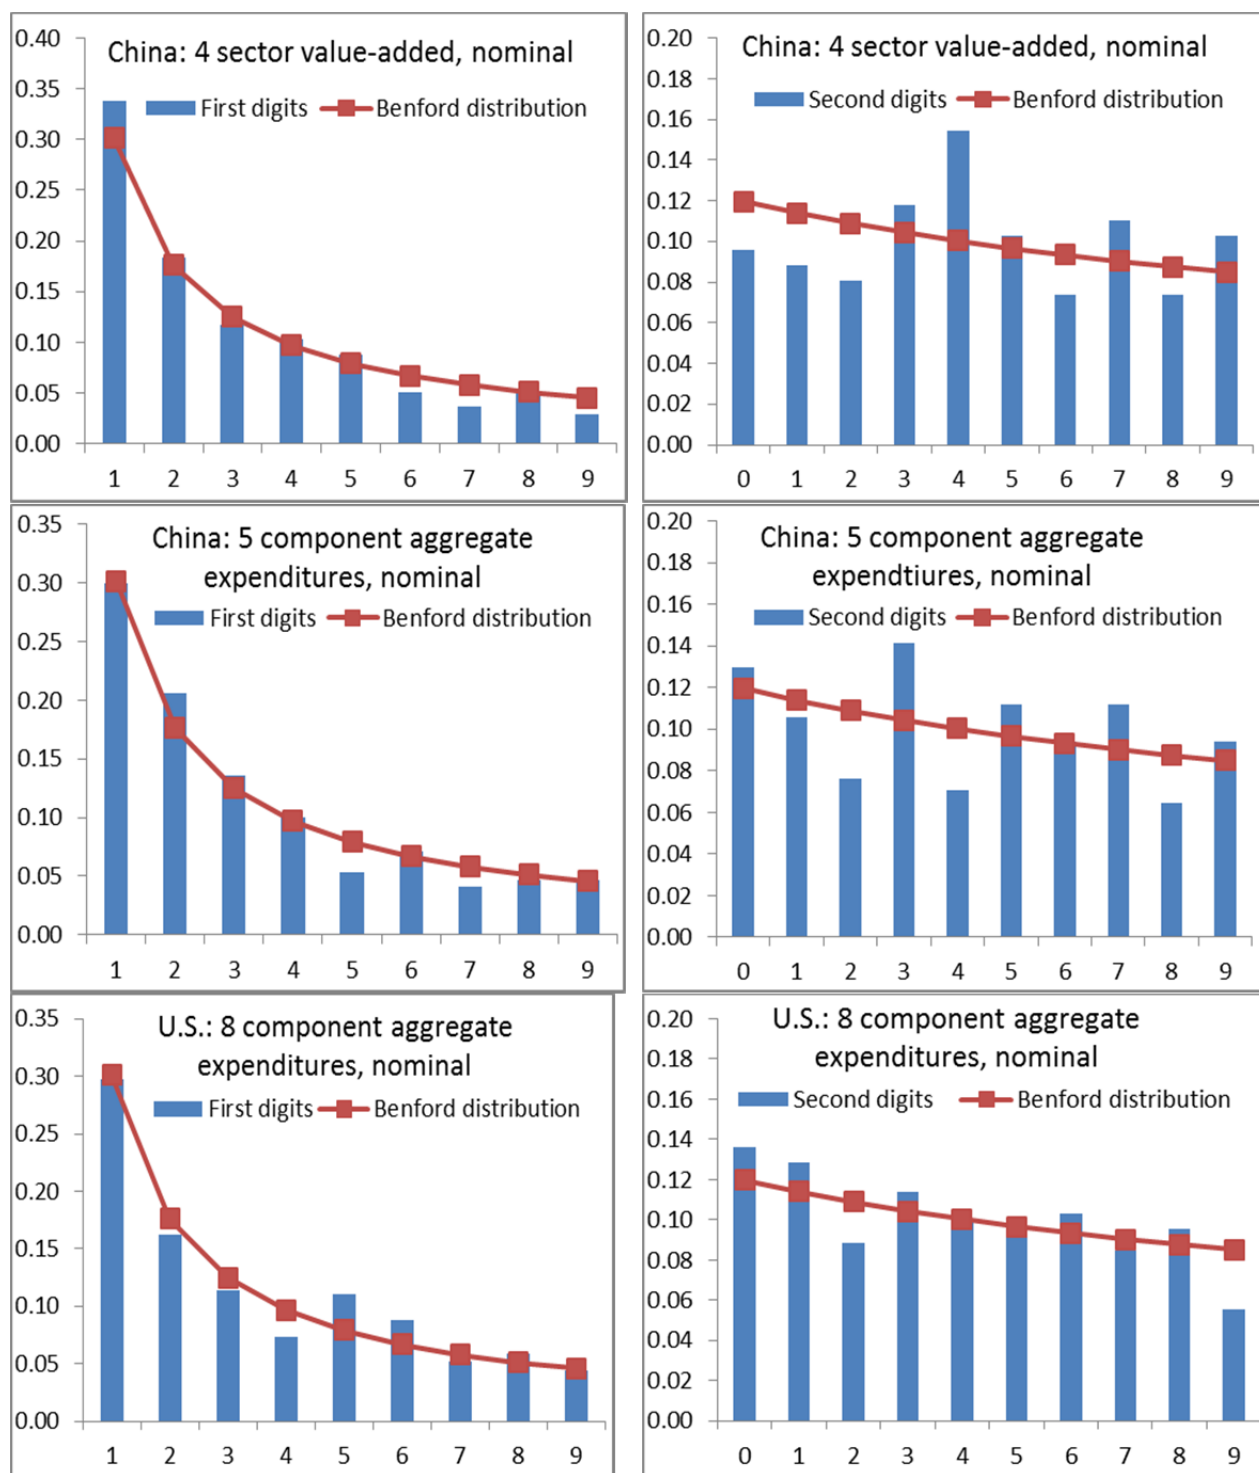 China: 4 sector value-added, nominal
First digits Benford distribution
0.40
0.35
0.30
0.25
0.20
0.15
0.10
0.05
0.00
1 2 3 4 5 6 7 8 9
China: 4 sector value-added, nominal
Second digits Benford distribution
0.20
0.18
0.16
0.14
0.12
0.10
0.08
0.06
0.04
0.02
0.00
0 1 2 3 4 5 6 7 8 9
China: 5 component aggregate
expenditures, nominal
First digits Benford distribution
0.35
0.30
0.25
0.20
0.15
0.10
0.05
0.00
1 2 3 4 5 6 7 8 9
China: 5 component aggregate
expendtiures, nominal
Second digits Benford distribution
0.20
0.18
0.16
0.14
0.12
0.10
0.08
0.06
0.04
0.02
0.00
0 1 2 3 4 5 6 7 8 9
U.S.: 8 component aggregate
expenditures, nominal
First digits Benford distribution
0.35
0.30
0.25
0.20
0.15
0.10
0.05
0.00
1 2 3 4 5 6 7 8 9
U.S.: 8 component aggregate
expenditures, nominal
Second digits Benford distribution
0.20
0.18
0.16
0.14
0.12
0.10
0.08
0.06
0.04
0.02
0.00
0 1 2 3 4 5 6 7 8 9